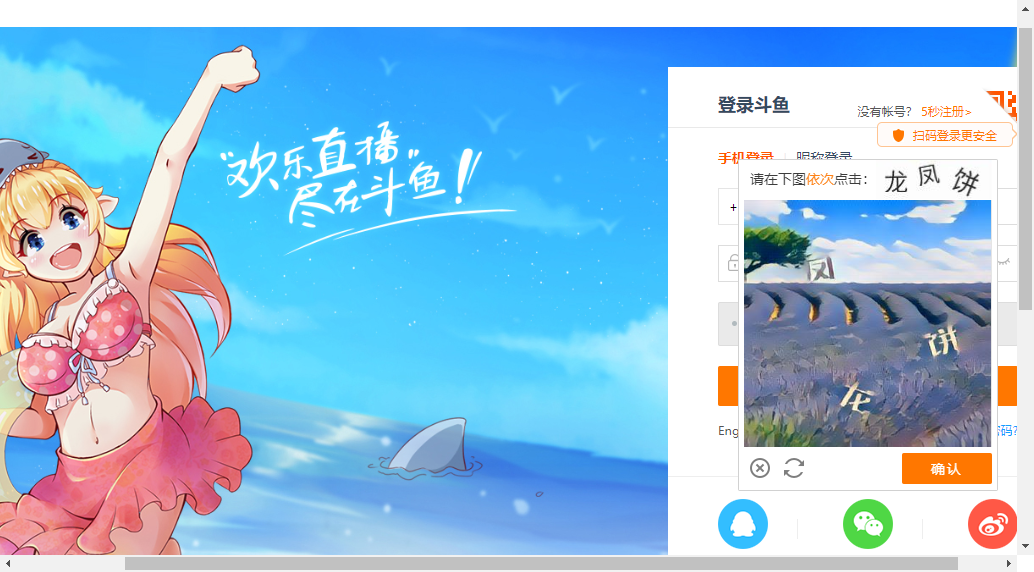 "欢乐直播"
尽在斗鱼!
登录斗鱼
没有帐号? 5秒注册>
扫码登录更安全
手机登录 昵称登录
请在下图依次点击: 龙凤饼
+
凤
饼
龙
Eng
密码?
确认